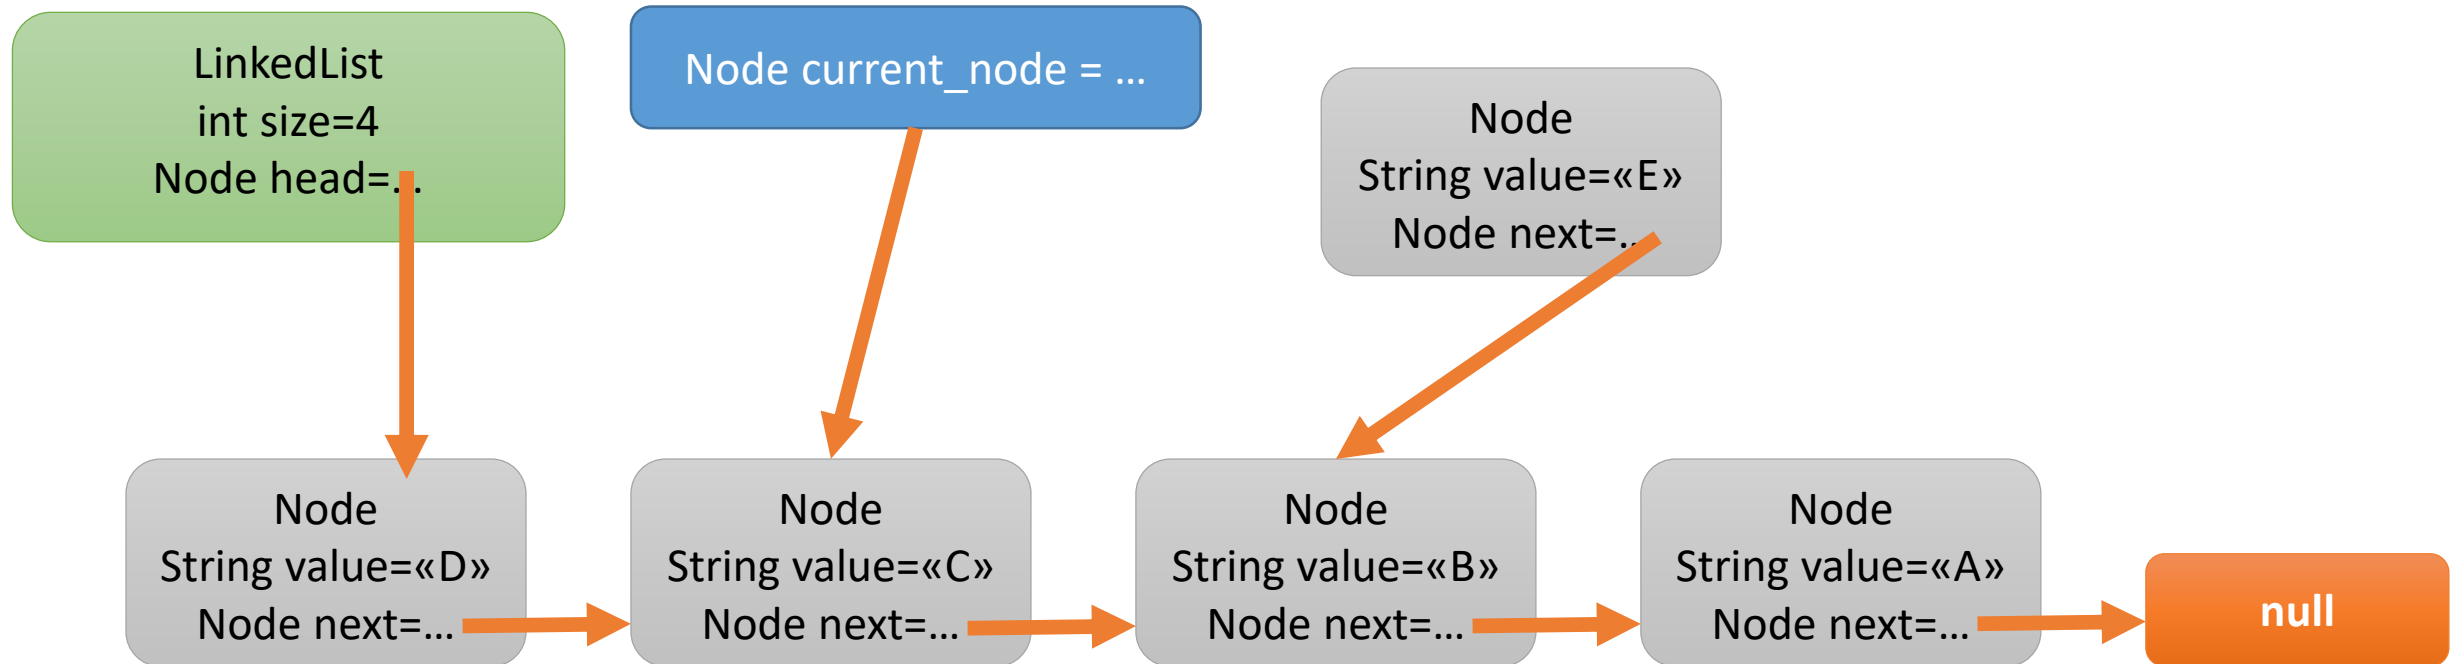 LinkedList
int size=4
Node head=...
Node current_node = ...
Node
String value=«E»
Node next=...
Node
String value=«D»
Node next=...
Node
String value=«C»
Node next=...
Node
String value=«B»
Node next=...
Node
String value=«A»
Node next=...
null